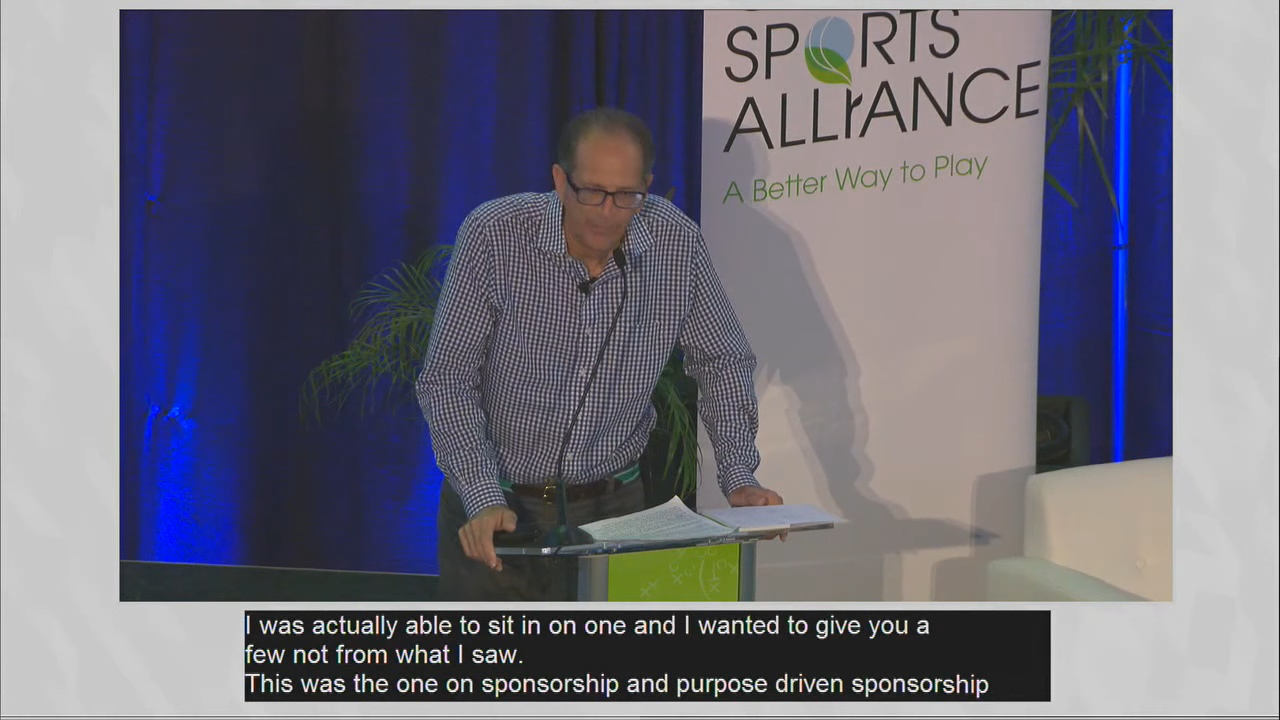 SPORTS
ALLIANCE
A Better Way to Play
I was actually able to sit in on one and I wanted to give you a
few not from what I saw.
This was the one on sponsorship and purpose driven sponsorship